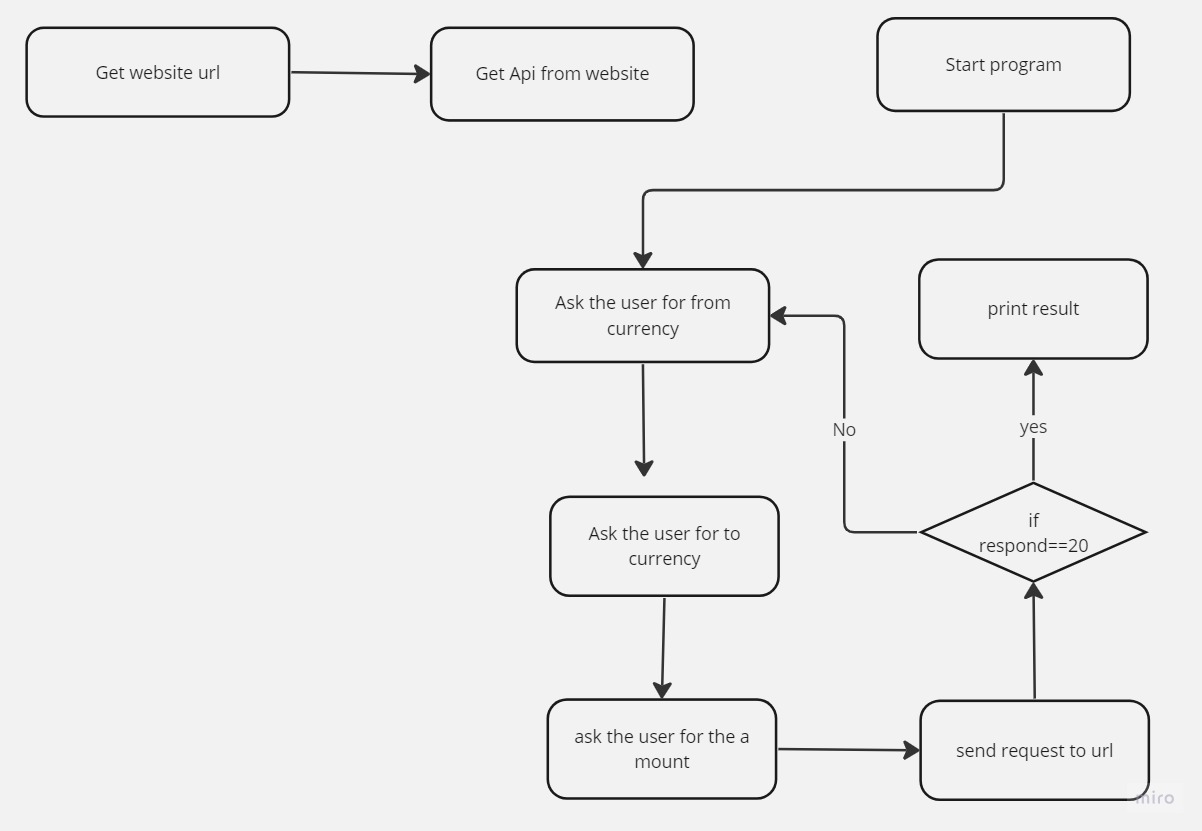 Get website url
Get Api from website
Start program
Ask the user for from
currency
print result
No
yes
if
respond==20
Ask the user for to
currency
ask the user for the a
mount
send request to url
miro